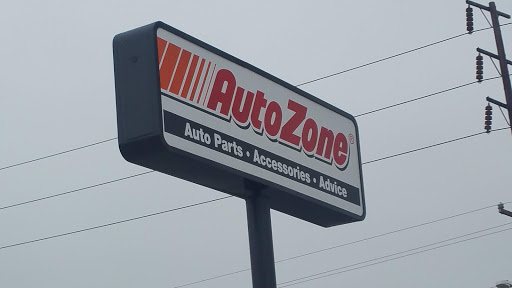 AutoZone®
Auto Parts • Accessories • Advice